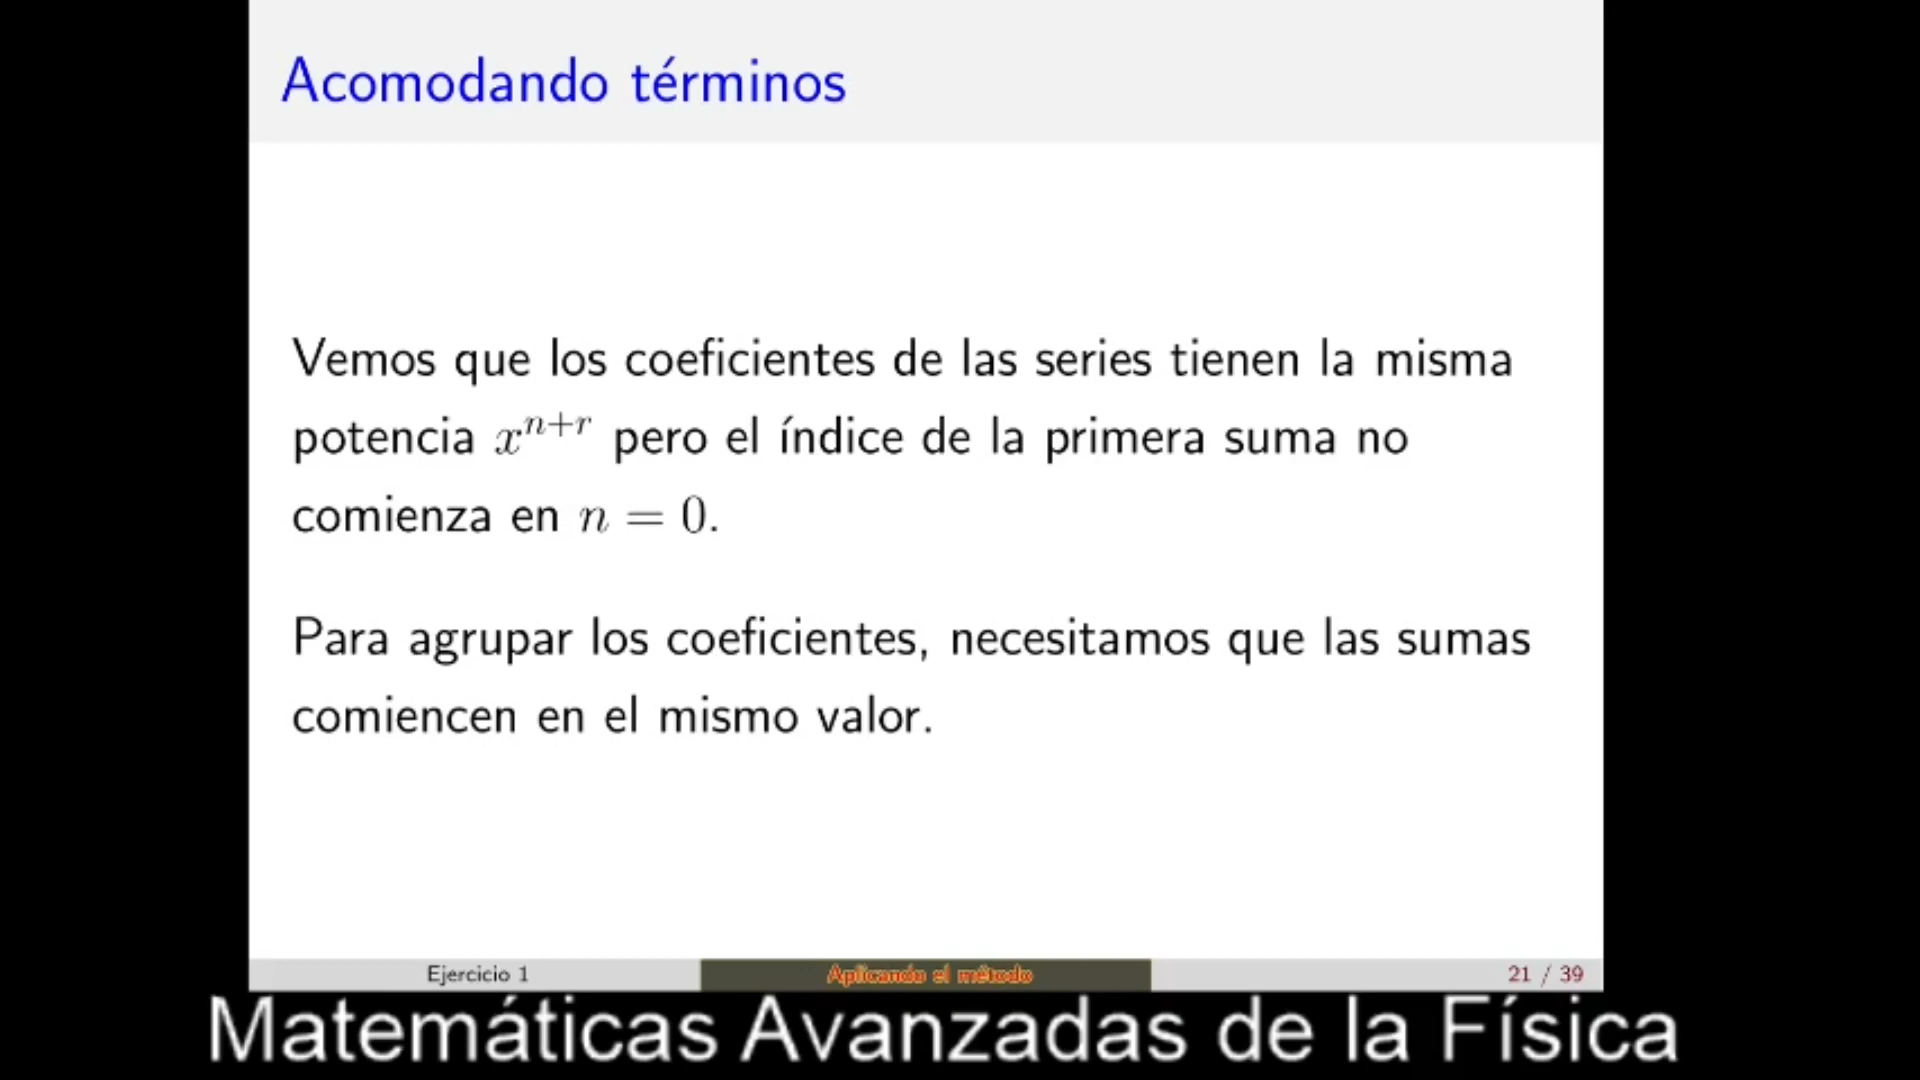 Acomodando términos
Vemos que los coeficientes de las series tienen la misma
potencia $x^{n+r}$ pero el índice de la primera suma no
comienza en $n = 0$.
Para agrupar los coeficientes, necesitamos que las sumas
comiencen en el mismo valor.
Ejercicio 1
Aplicando el método
21 / 39
Matemáticas Avanzadas de la Física